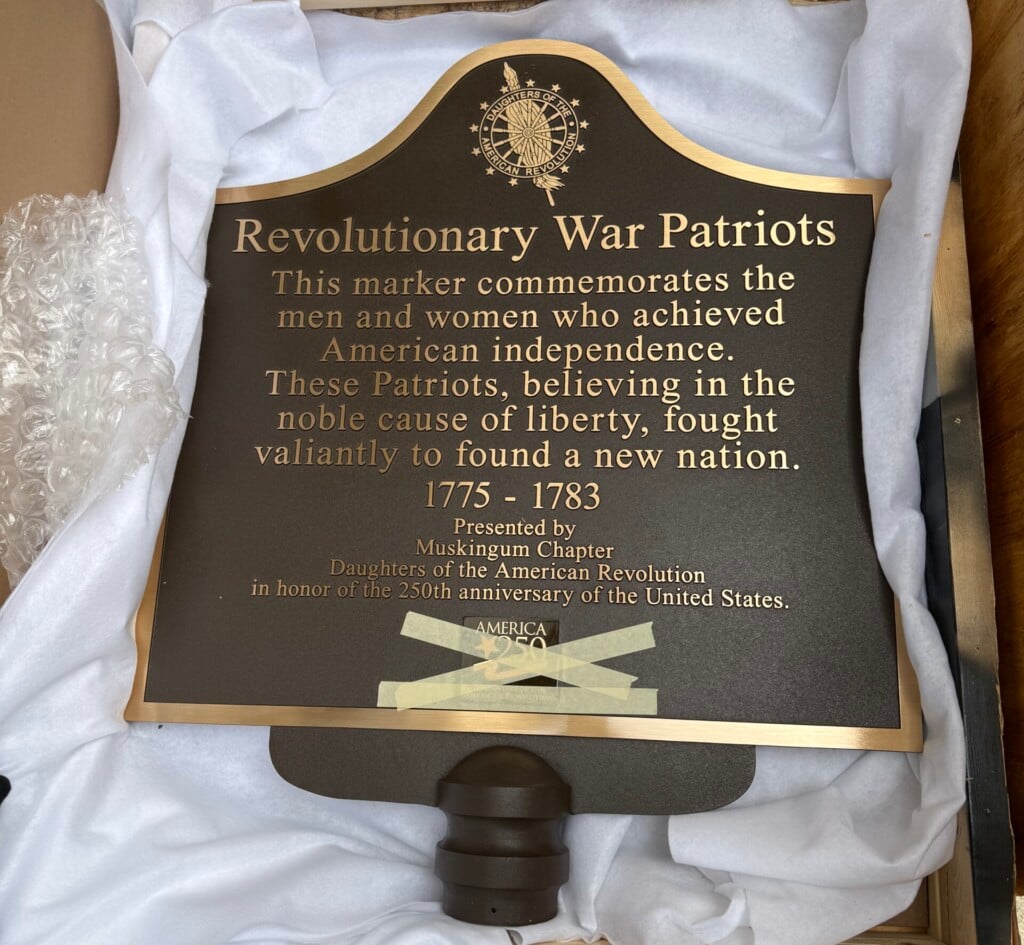 DAUGHTERS OF THE
AMERICAN REVOLUTION
Revolutionary War Patriots
This marker commemorates the
men and women who achieved
American independence.
These Patriots, believing in the
noble cause of liberty, fought
valiantly to found a new nation.
1775 - 1783
Presented by
Muskingum Chapter
Daughters of the American Revolution
in honor of the 250th anniversary of the United States.
AMERICA
250
AMERICAN REVOLUTION